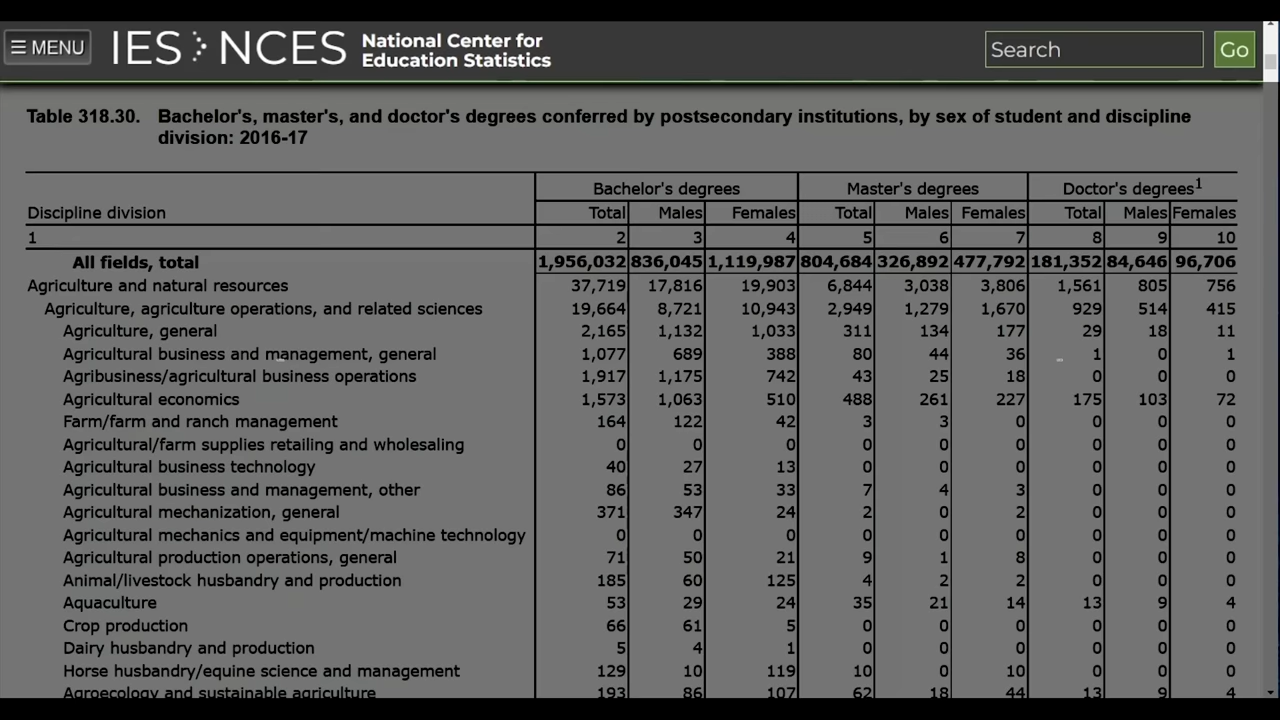 ☰ MENU IES NCES National Center for Education Statistics Search Go
Table 318.30. Bachelor's, master's, and doctor's degrees conferred by postsecondary institutions, by sex of student and discipline
division: 2016-17
Bachelor's degrees Master's degrees Doctor's degrees1
Discipline division Total Males Females Total Males Females Total Males Females
1 2 3 4 5 6 7 8 9 10
All fields, total 1,956,032 836,045 1,119,987 804,684 326,892 477,792 181,352 84,646 96,706
Agriculture and natural resources 37,719 17,816 19,903 6,844 3,038 3,806 1,561 805 756
Agriculture, agriculture operations, and related sciences 19,664 8,721 10,943 2,949 1,279 1,670 929 514 415
Agriculture, general 2,165 1,132 1,033 311 134 177 29 18 11
Agricultural business and management, general 1,077 689 388 80 44 36 1 0 1
Agribusiness/agricultural business operations 1,917 1,175 742 43 25 18 0 0 0
Agricultural economics 1,573 1,063 510 488 261 227 175 103 72
Farm/farm and ranch management 164 122 42 3 3 0 0 0 0
Agricultural/farm supplies retailing and wholesaling 0 0 0 0 0 0 0 0 0
Agricultural business technology 40 27 13 0 0 0 0 0 0
Agricultural business and management, other 86 53 33 7 4 3 0 0 0
Agricultural mechanization, general 371 347 24 2 0 2 0 0 0
Agricultural mechanics and equipment/machine technology 0 0 0 0 0 0 0 0 0
Agricultural production operations, general 71 50 21 9 1 8 0 0 0
Animal/livestock husbandry and production 185 60 125 4 2 2 0 0 0
Aquaculture 53 29 24 35 21 14 13 9 4
Crop production 66 61 5 0 0 0 0 0 0
Dairy husbandry and production 5 4 1 0 0 0 0 0 0
Horse husbandry/equine science and management 129 10 119 10 0 10 0 0 0
Agroecology and sustainable agriculture 193 86 107 62 18 44 13 9 4